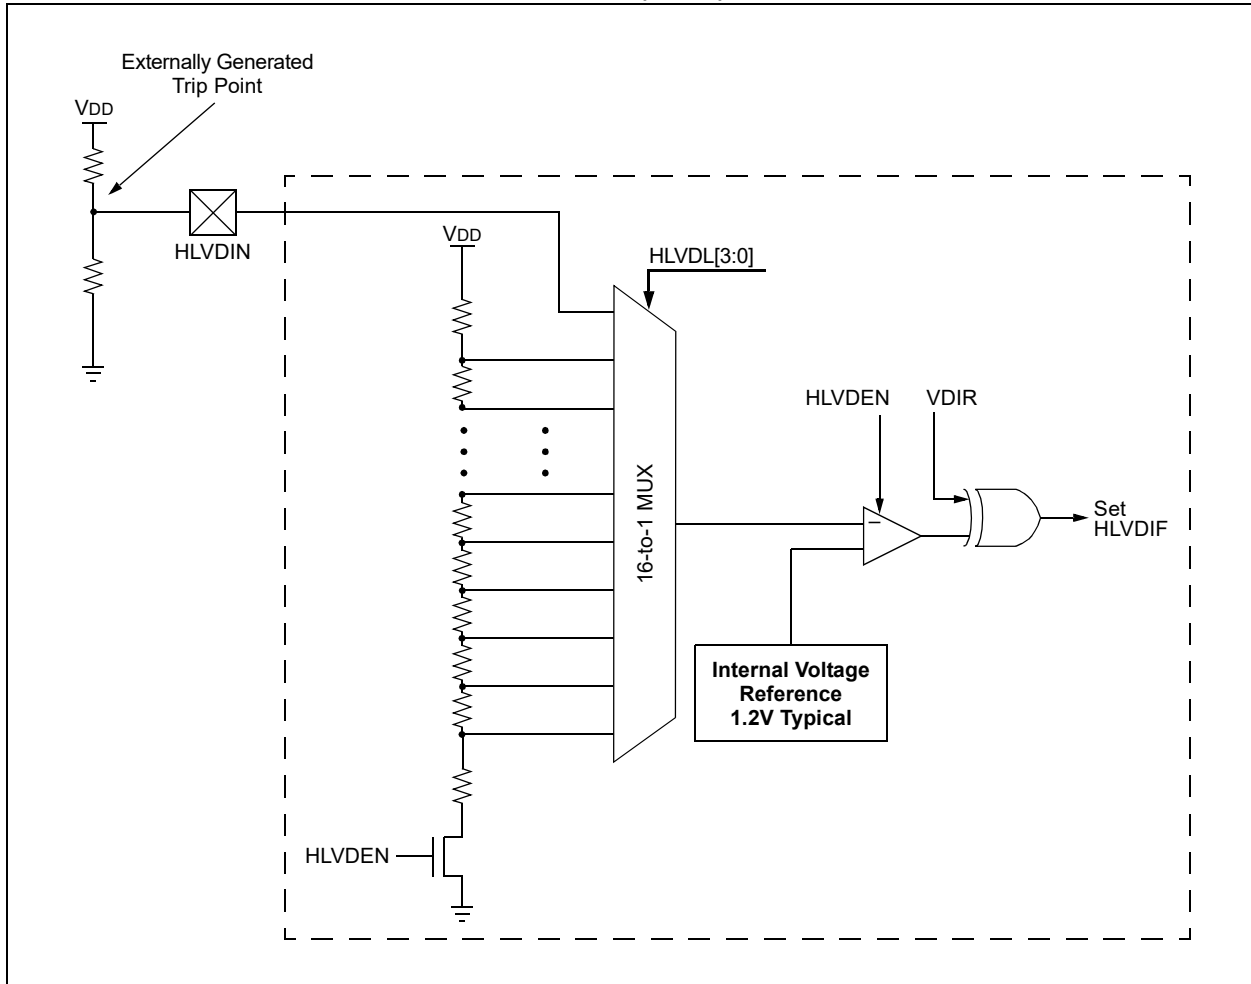 Externally Generated
Trip Point
VDD
HLVDIN
VDD
HLVDL[3:0]
16-to-1 MUX
HLVDEN
VDIR
–
Set
HLVDIF
Internal Voltage
Reference
1.2V Typical
HLVDEN